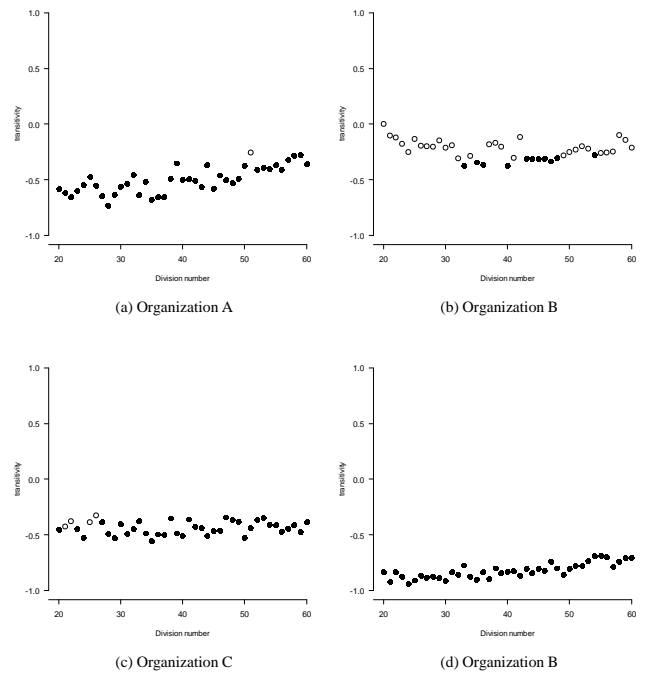 1.0
0.5
0.0
-0.5
-1.0
transitivity
20 30 40 50 60
Division number
(a) Organization A
1.0
0.5
0.0
-0.5
-1.0
transitivity
20 30 40 50 60
Division number
(b) Organization B
1.0
0.5
0.0
-0.5
-1.0
transitivity
20 30 40 50 60
Division number
(c) Organization C
1.0
0.5
0.0
-0.5
-1.0
transitivity
20 30 40 50 60
Division number
(d) Organization B